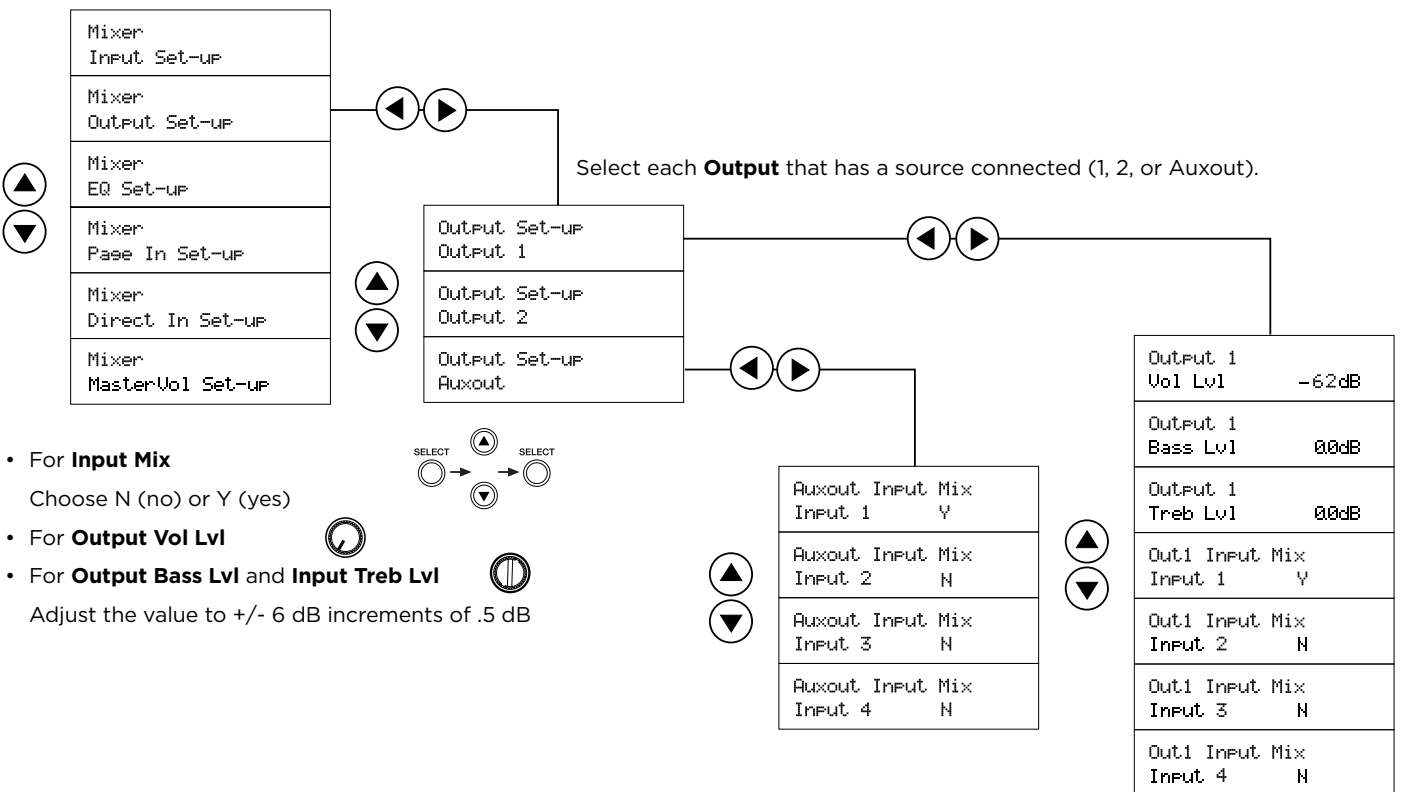 Mixer
Input Set-up
Mixer
Output Set-up
Mixer
EQ Set-up
Mixer
Page In Set-up
Mixer
Direct In Set-up
Mixer
MasterVol Set-up
Select each Output that has a source connected (1, 2, or Auxout).
Output Set-up
Output 1
Output Set-up
Output 2
Output Set-up
Auxout
• For Input Mix
Choose N (no) or Y (yes)
• For Output Vol Lvl
• For Output Bass Lvl and Input Treb Lvl
Adjust the value to +/- 6 dB increments of .5 dB
SELECT
SELECT
Auxout Input Mix
Input 1 Y
Auxout Input Mix
Input 2 N
Auxout Input Mix
Input 3 N
Auxout Input Mix
Input 4 N
Output 1
Vol Lvl -62dB
Output 1
Bass Lvl 0.0dB
Output 1
Treb Lvl 0.0dB
Out1 Input Mix
Input 1 Y
Out1 Input Mix
Input 2 N
Out1 Input Mix
Input 3 N
Out1 Input Mix
Input 4 N